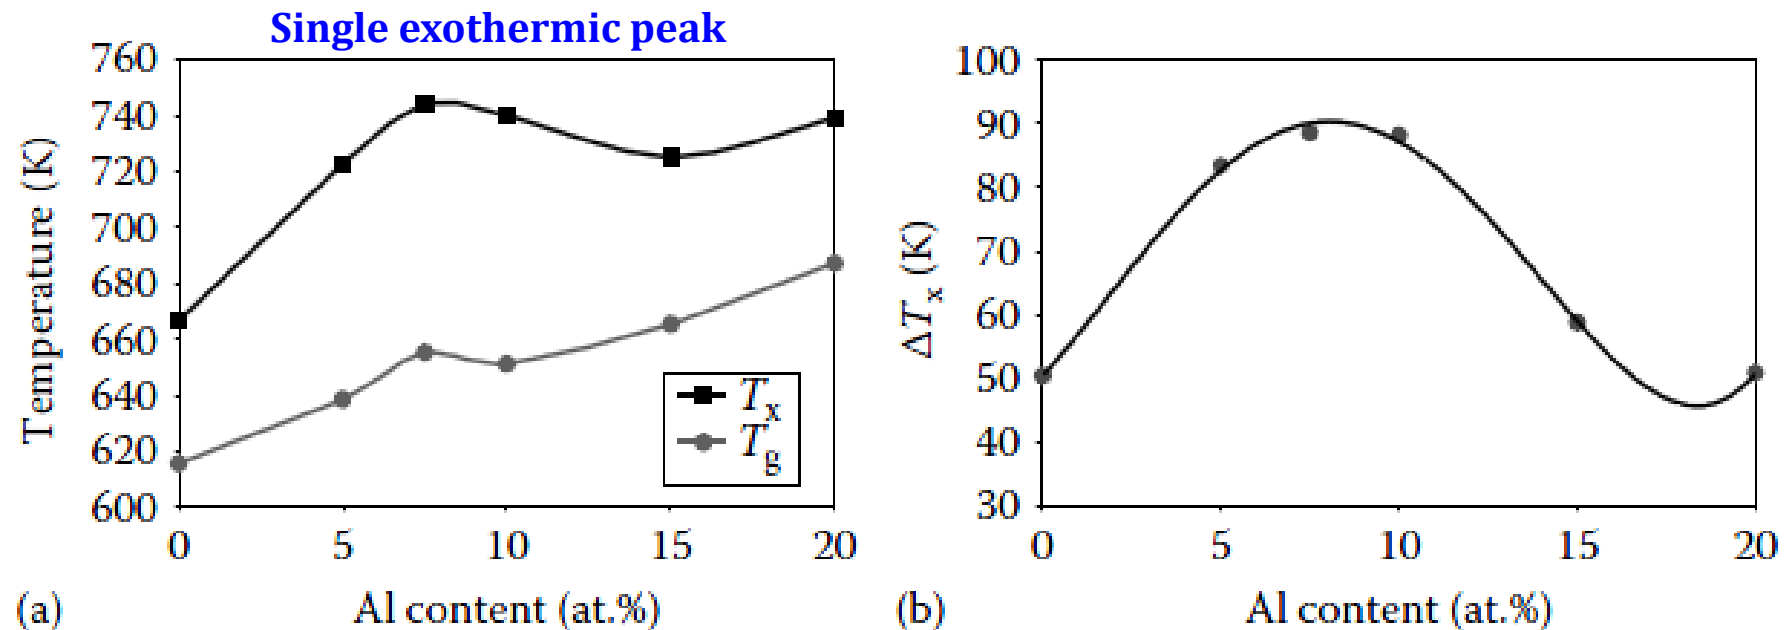 Single exothermic peak
760
740
720
700
680
660
640
620
600
Temperature (K)
Tx
Tg
0 5 10 15 20
(a) Al content (at.%)
100
90
80
70
60
50
40
30
ΔTx (K)
0 5 10 15 20
(b) Al content (at.%)